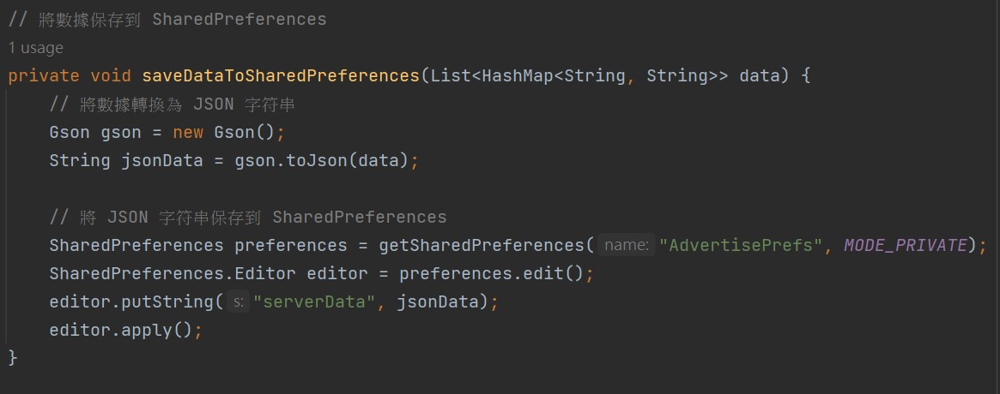 // 將數據保存到 SharedPreferences
1 usage
private void saveDataToSharedPreferences(List<HashMap<String, String>> data) {
// 將數據轉換為 JSON 字符串
Gson gson = new Gson();
String jsonData = gson.toJson(data);
// 將 JSON 字符串保存到 SharedPreferences
SharedPreferences preferences = getSharedPreferences( name: "AdvertisePrefs", MODE_PRIVATE);
SharedPreferences.Editor editor = preferences.edit();
editor.putString( s: "serverData", jsonData);
editor.apply();
}